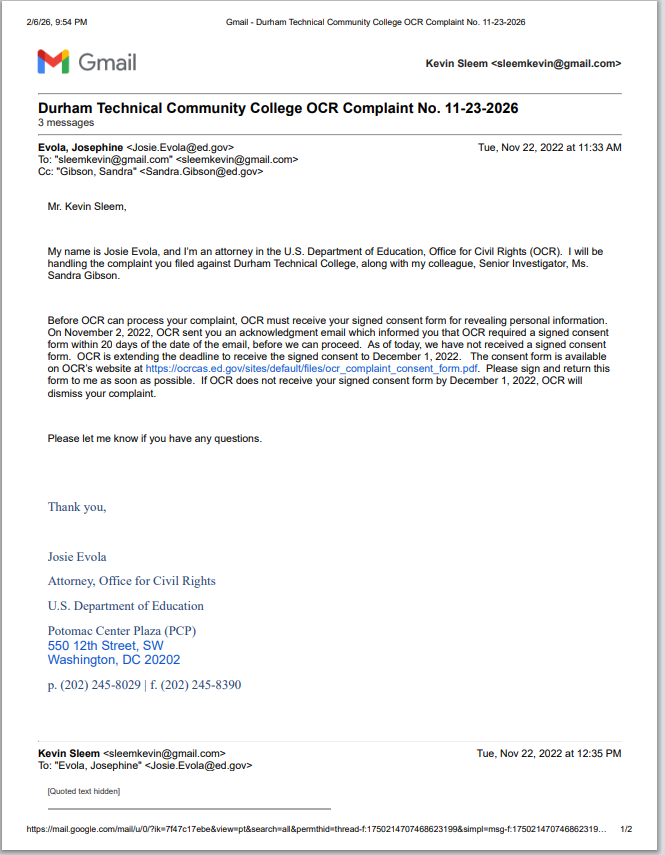 2/6/26, 9:54 PM Gmail - Durham Technical Community College OCR Complaint No. 11-23-2026
Gmail Kevin Sleem <sleemkevin@gmail.com>
Durham Technical Community College OCR Complaint No. 11-23-2026
3 messages
Evola, Josephine <Josie.Evola@ed.gov> Tue, Nov 22, 2022 at 11:33 AM
To: "sleemkevin@gmail.com" <sleemkevin@gmail.com>
Cc: "Gibson, Sandra" <Sandra.Gibson@ed.gov>
Mr. Kevin Sleem,
My name is Josie Evola, and I'm an attorney in the U.S. Department of Education, Office for Civil Rights (OCR).  I will be
handling the complaint you filed against Durham Technical College, along with my colleague, Senior Investigator, Ms.
Sandra Gibson.
Before OCR can process your complaint, OCR must receive your signed consent form for revealing personal information.
On November 2, 2022, OCR sent you an acknowledgment email which informed you that OCR required a signed consent
form within 20 days of the date of the email, before we can proceed.  As of today, we have not received a signed consent
form.  OCR is extending the deadline to receive the signed consent to December 1, 2022.   The consent form is available
on OCR's website at https://ocrcas.ed.gov/sites/default/files/ocr_complaint_consent_form.pdf.  Please sign and return this
form to me as soon as possible.  If OCR does not receive your signed consent form by December 1, 2022, OCR will
dismiss your complaint.
Please let me know if you have any questions.
Thank you,
Josie Evola
Attorney, Office for Civil Rights
U.S. Department of Education
Potomac Center Plaza (PCP)
550 12th Street, SW
Washington, DC 20202
p. (202) 245-8029 | f. (202) 245-8390
Kevin Sleem <sleemkevin@gmail.com> Tue, Nov 22, 2022 at 12:35 PM
To: "Evola, Josephine" <Josie.Evola@ed.gov>
[Quoted text hidden]
https://mail.google.com/mail/u/0/?ik=7f47c17ebe&view=pt&search=all&permthid=thread-f:1750214707468623199&simpl=msg-f:175021470746862319… 1/2